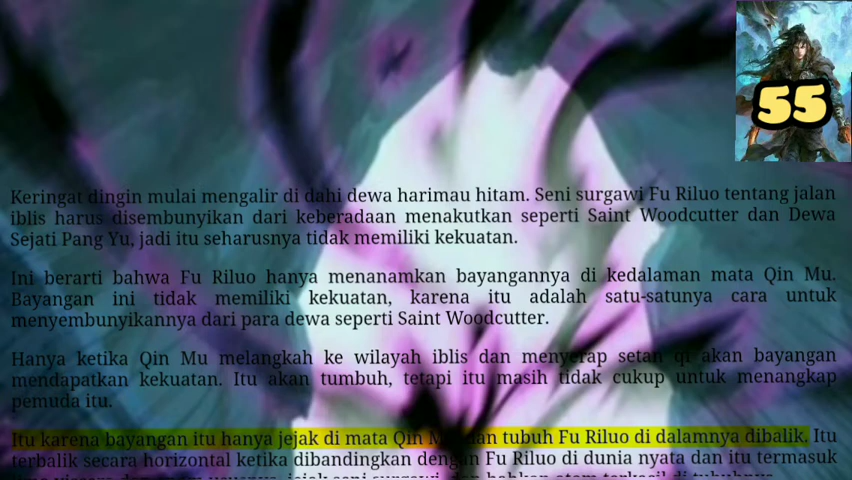 55
Keringat dingin mulai mengalir di dahi dewa harimau hitam. Seni surgawi Fu Riluo tentang jalan
iblis harus disembunyikan dari keberadaan menakutkan seperti Saint Woodcutter dan Dewa
Sejati Pang Yu, jadi itu seharusnya tidak memiliki kekuatan.
Ini berarti bahwa Fu Riluo hanya menanamkan bayangannya di kedalaman mata Qin Mu.
Bayangan ini tidak memiliki kekuatan, karena itu adalah satu-satunya cara untuk
menyembunyikannya dari para dewa seperti Saint Woodcutter.
Hanya ketika Qin Mu melangkah ke wilayah iblis dan menyerap setan qi akan bayangan
mendapatkan kekuatan. Itu akan tumbuh, tetapi itu masih tidak cukup untuk menangkap
pemuda itu.
Itu karena bayangan itu hanya jejak di mata Qin Mu dan tubuh Fu Riluo di dalamnya dibalik. Itu
terbalik secara horizontal ketika dibandingkan dengan Fu Riluo di dunia nyata dan itu termasuk